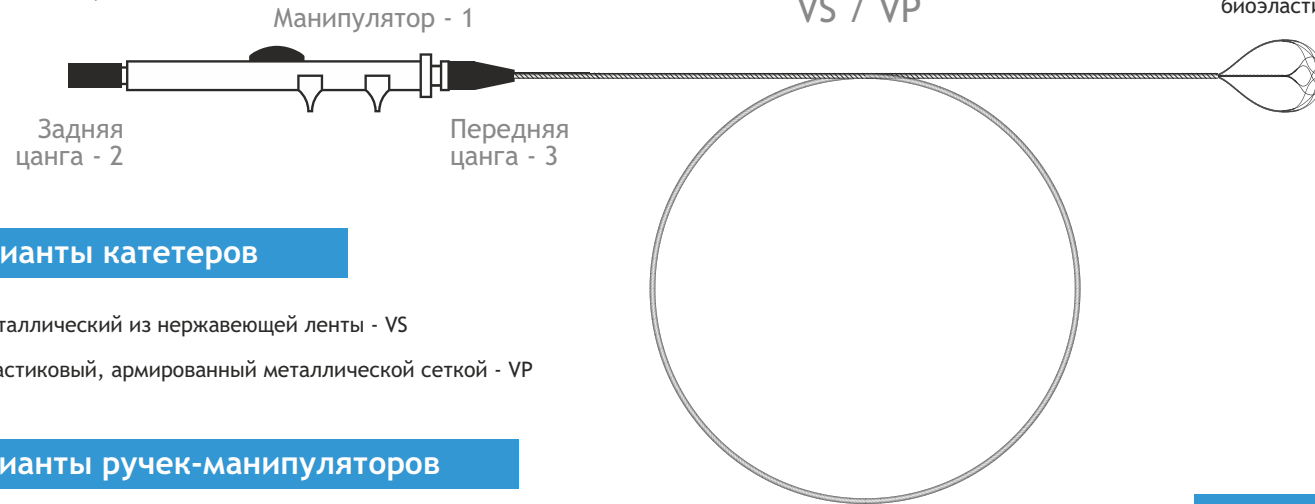 Манипулятор - 1
VS / VP
биоэласти
Задняя
цанга - 2
Передняя
цанга - 3
ианты катетеров
таллический из нержавеющей ленты - VS
астиковый, армированный металлической сеткой - VP
ианты ручек-манипуляторов